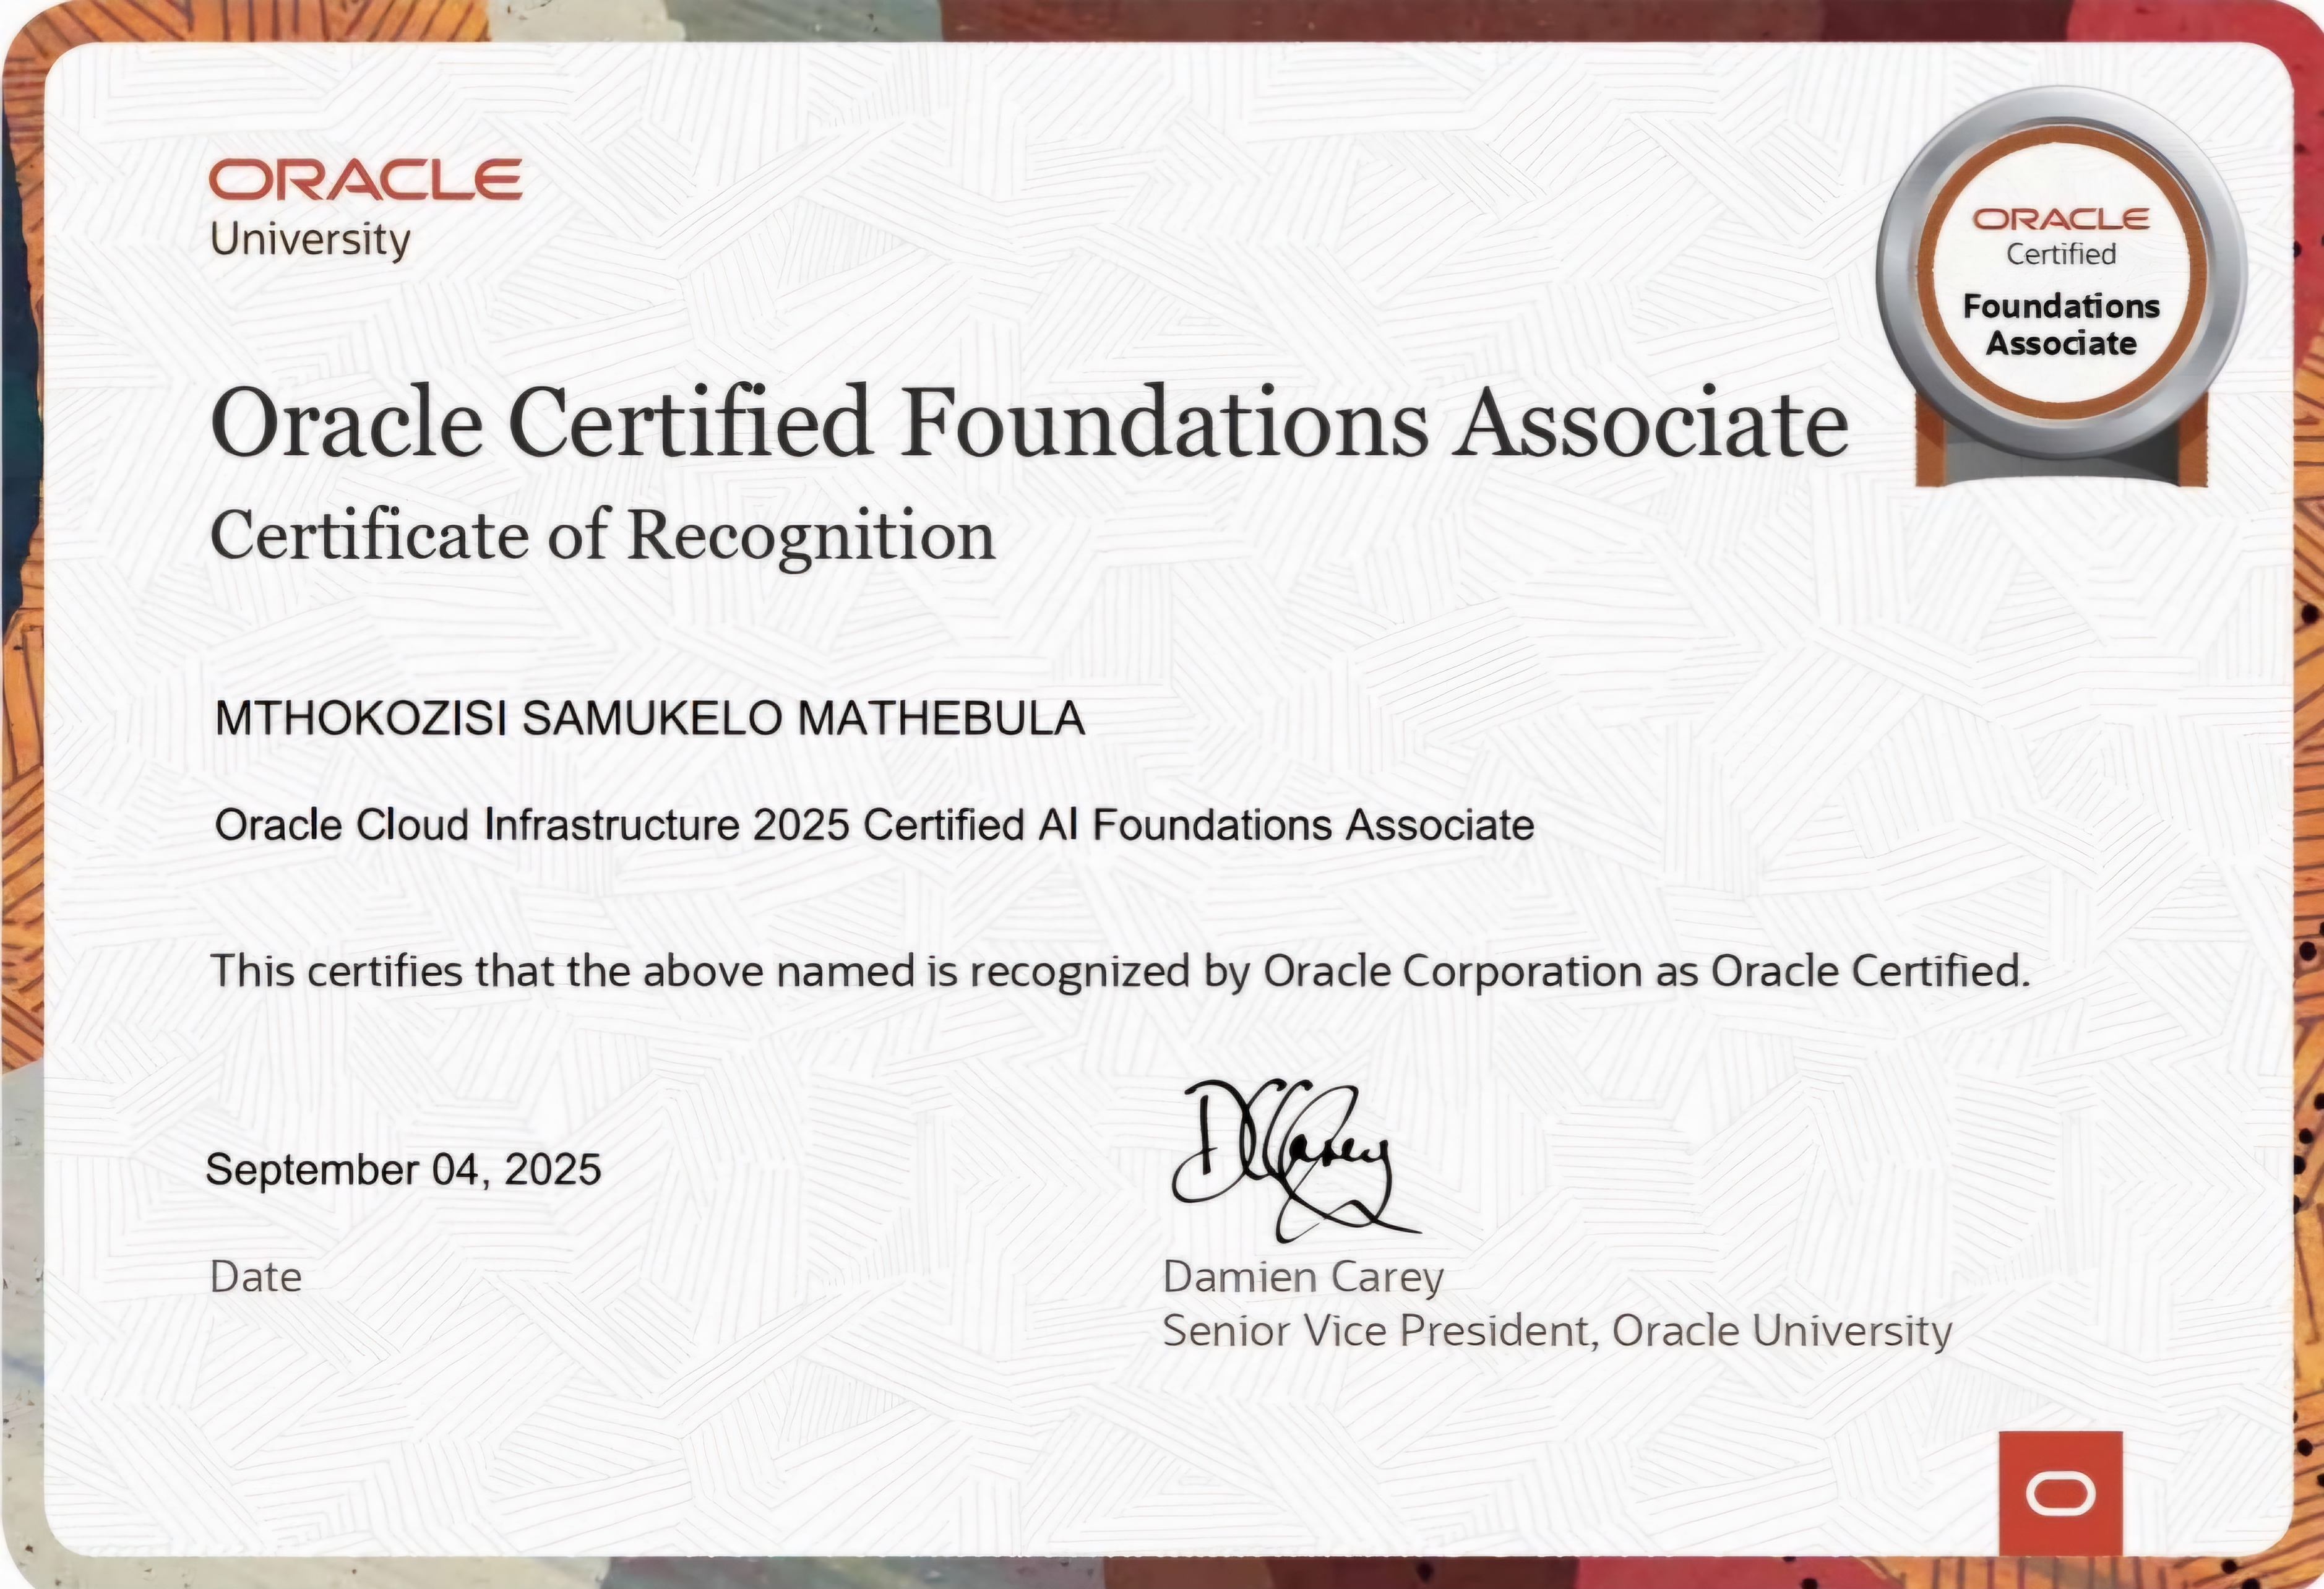 ORACLE
University
ORACLE
Certified
Foundations
Associate
Oracle Certified Foundations Associate
Certificate of Recognition
MTHOKOZISI SAMUKELO MATHEBULA
Oracle Cloud Infrastructure 2025 Certified AI Foundations Associate
This certifies that the above named is recognized by Oracle Corporation as Oracle Certified.
September 04, 2025
Date
DCarey
Damien Carey
Senior Vice President, Oracle University